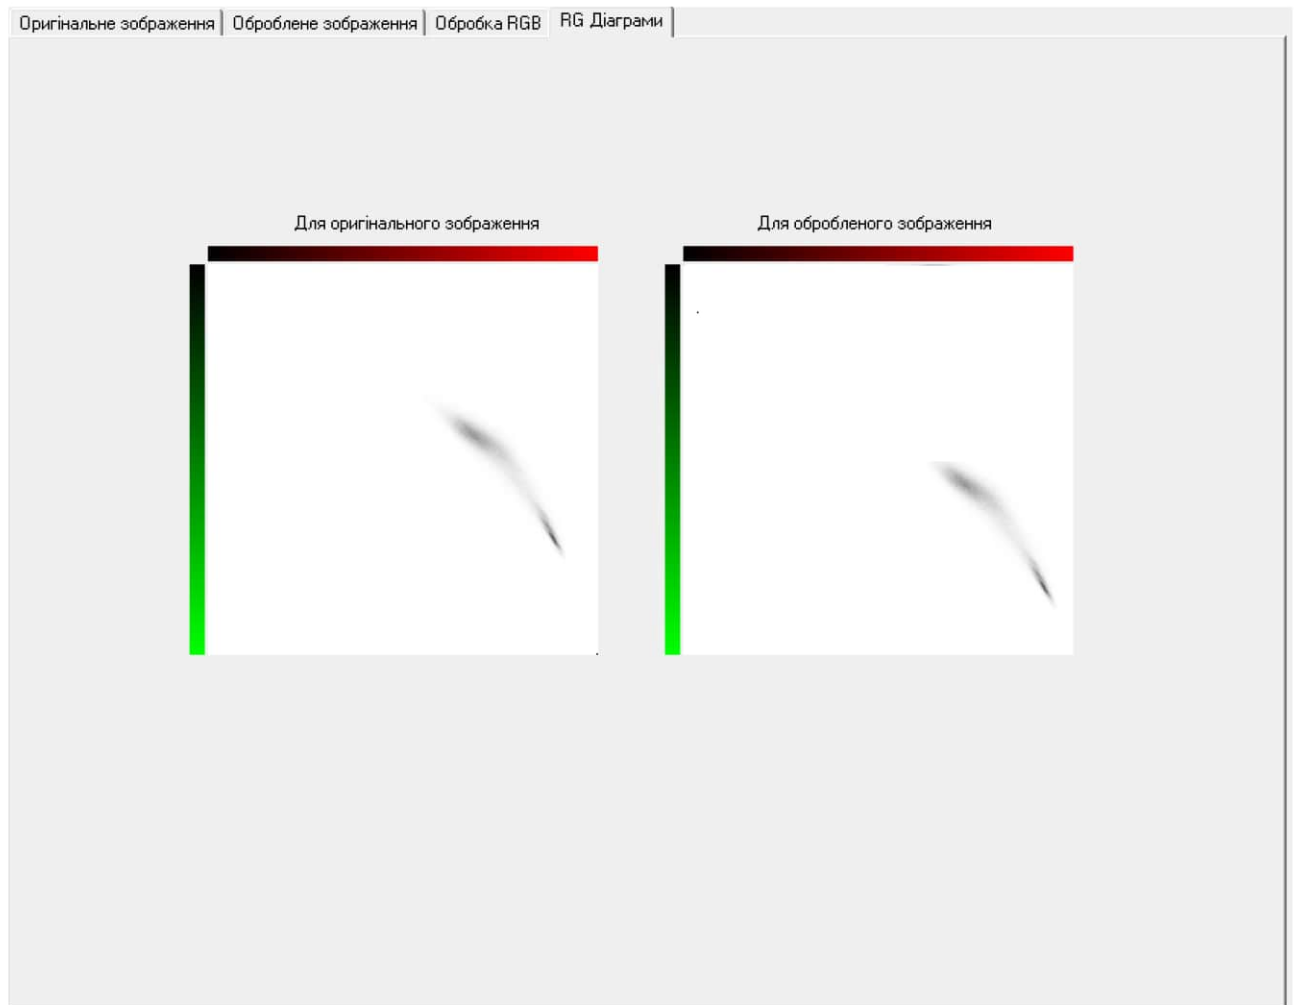 Оригінальне зображення
Оброблене зображення
Обробка RGB
RG Діаграми
Для оригінального зображення
Для обробленого зображення